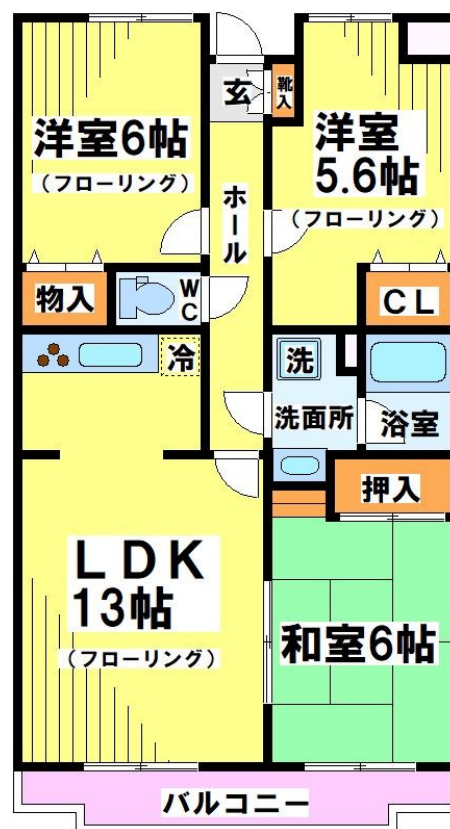 玄
靴入
洋室6帖
(フローリング)
洋室
5.6帖
(フローリング)
ホール
物入
WC
CL
冷
洗
洗面所
浴室
押入
LDK
13帖
(フローリング)
和室6帖
バルコニー